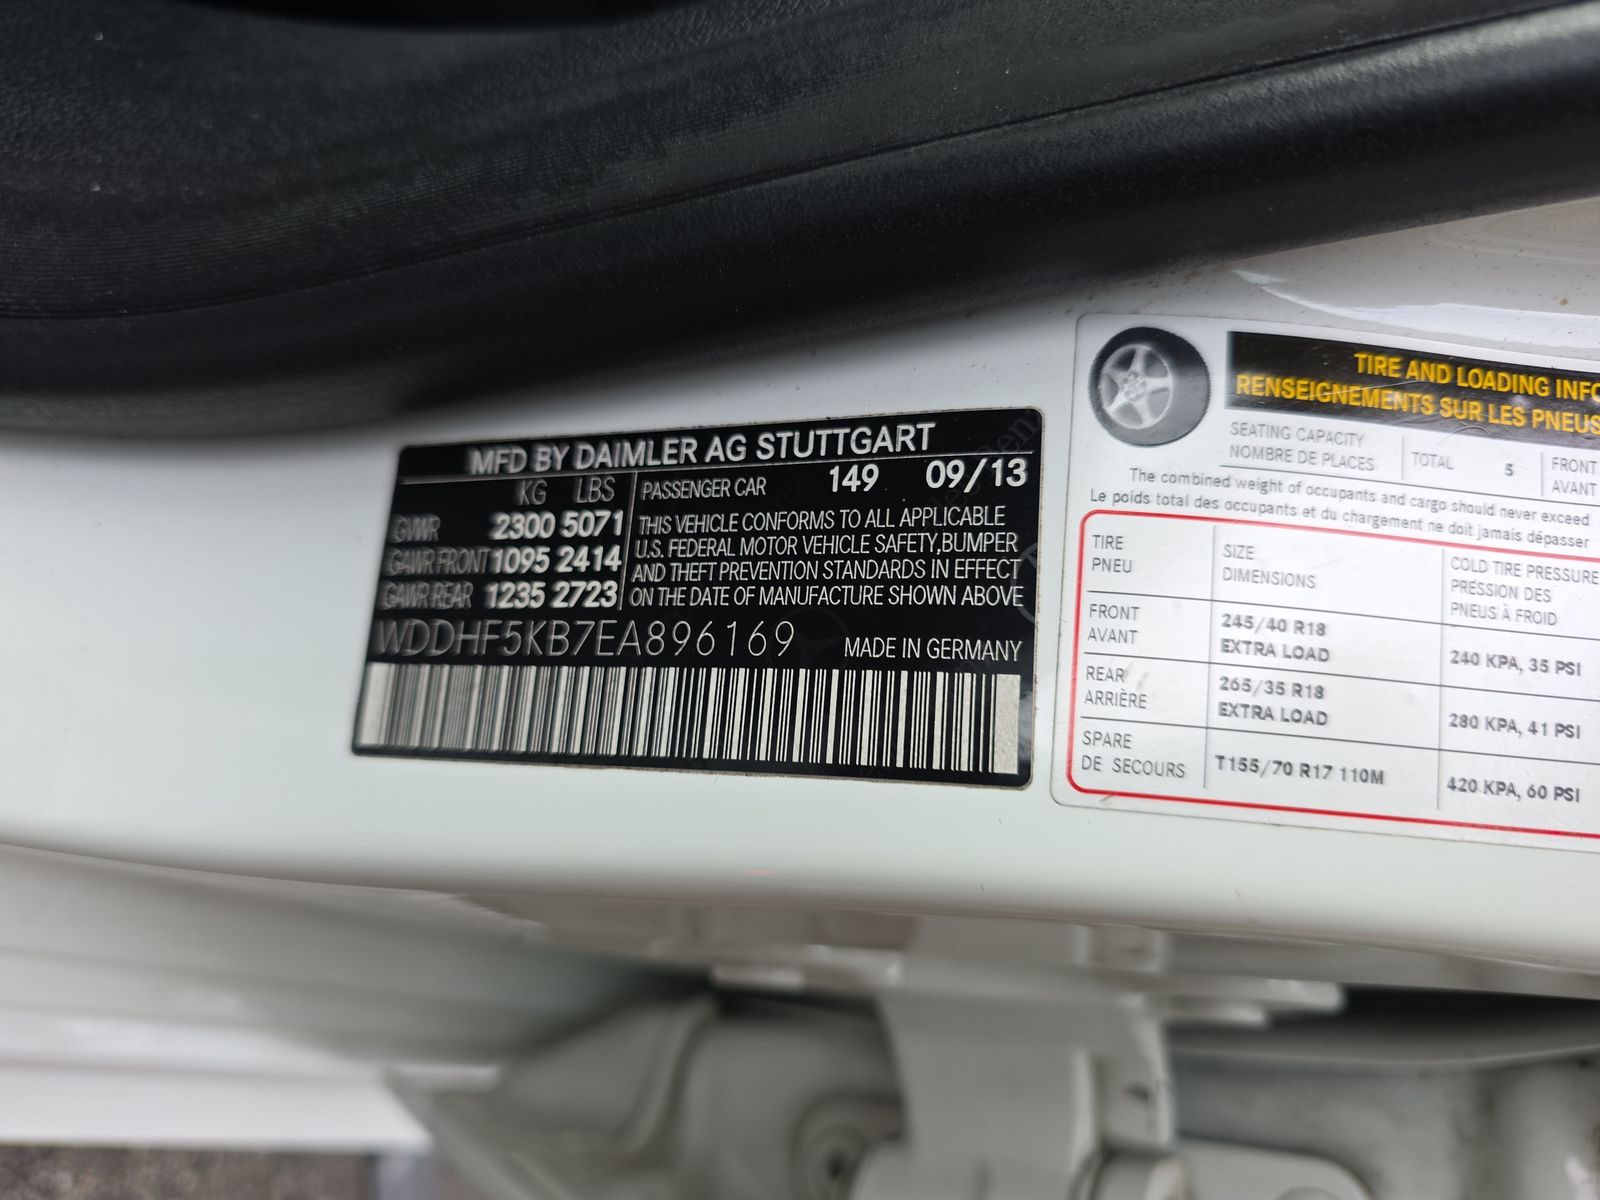 MFD BY DAIMLER AG STUTTGART
KG LBS
GVWR 2300 5071
GAWR FRONT 1095 2414
GAWR REAR 1235 2723
PASSENGER CAR 149 09/13
THIS VEHICLE CONFORMS TO ALL APPLICABLE
U.S. FEDERAL MOTOR VEHICLE SAFETY,BUMPER
AND THEFT PREVENTION STANDARDS IN EFFECT
ON THE DATE OF MANUFACTURE SHOWN ABOVE
WDDHF5KB7EA896169 MADE IN GERMANY
TIRE AND LOADING INFO
RENSEIGNEMENTS SUR LES PNEUS
SEATING CAPACITY
NOMBRE DE PLACES
TOTAL 5
FRONT
AVANT
The combined weight of occupants and cargo should never exceed
Le poids total des occupants et du chargement ne doit jamais dépasser
TIRE
PNEU
SIZE
DIMENSIONS
COLD TIRE PRESSURE
PRESSION DES
PNEUS À FROID
FRONT
AVANT
245/40 R18
EXTRA LOAD
240 KPA, 35 PSI
REAR
ARRIÈRE
265/35 R18
EXTRA LOAD
280 KPA, 41 PSI
SPARE
DE SECOURS
T155/70 R17 110M
420 KPA, 60 PSI